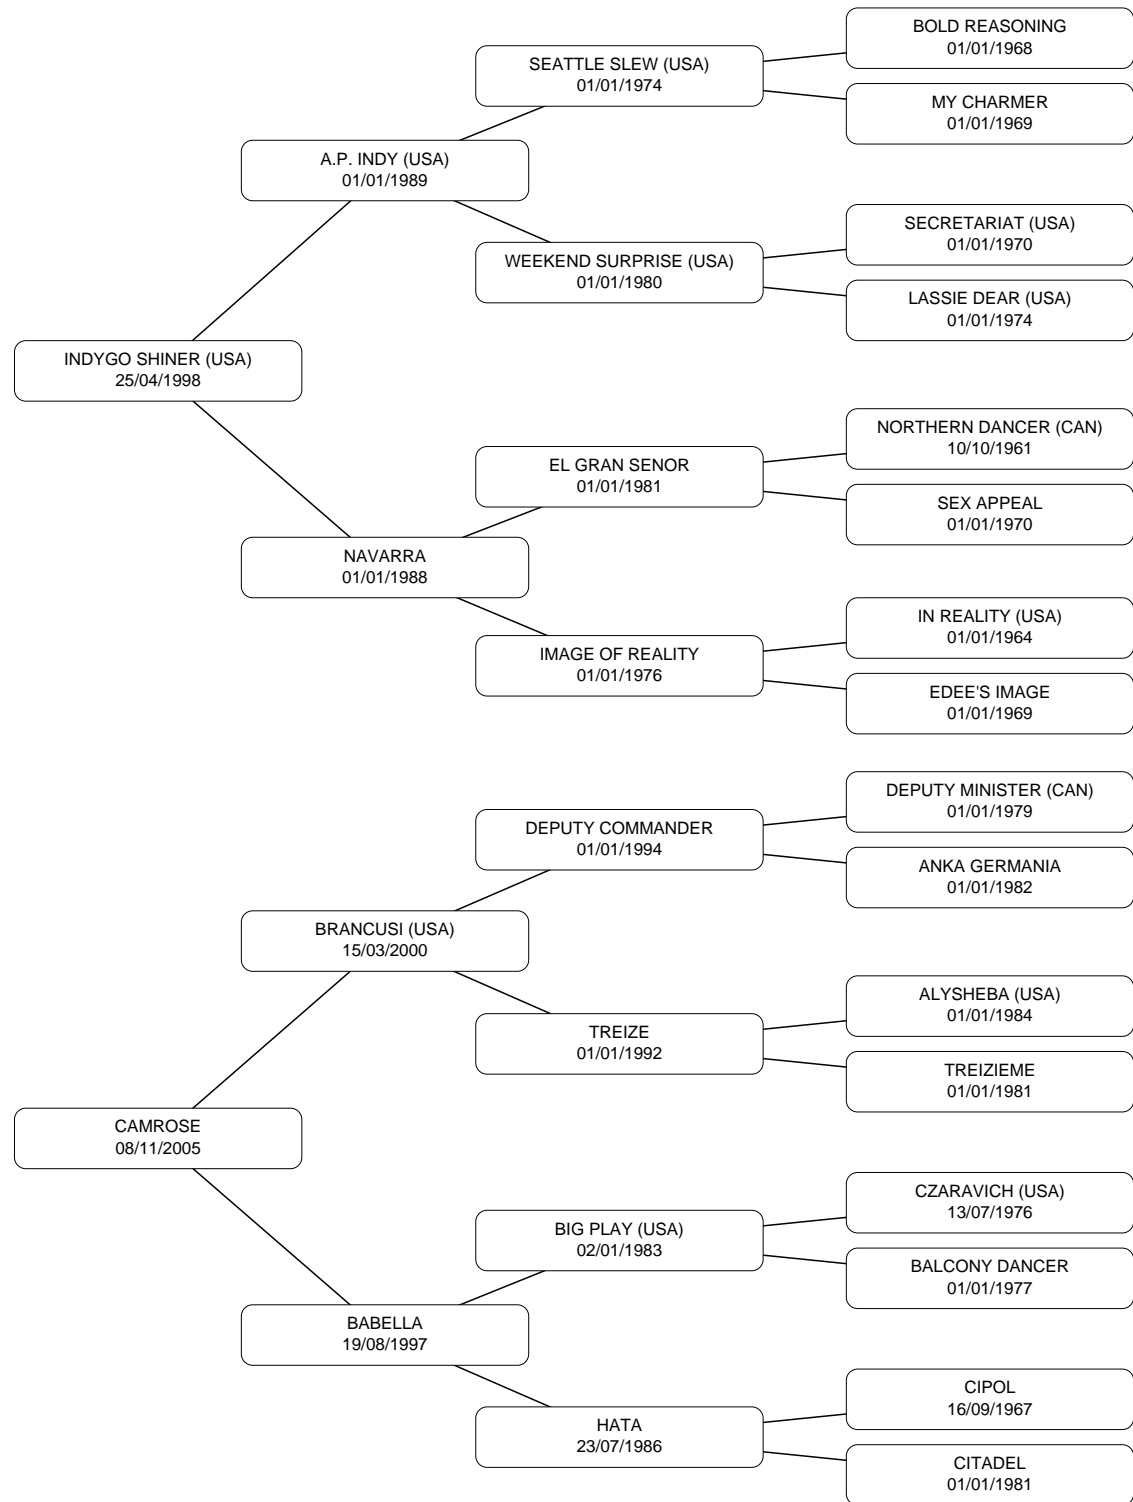 BOLD REASONING
01/01/1968
SEATTLE SLEW (USA)
01/01/1974
MY CHARMER
01/01/1969
A.P. INDY (USA)
01/01/1989
SECRETARIAT (USA)
01/01/1970
WEEKEND SURPRISE (USA)
01/01/1980
LASSIE DEAR (USA)
01/01/1974
INDYGO SHINER (USA)
25/04/1998
NORTHERN DANCER (CAN)
10/10/1961
EL GRAN SENOR
01/01/1981
SEX APPEAL
01/01/1970
NAVARRA
01/01/1988
IN REALITY (USA)
01/01/1964
IMAGE OF REALITY
01/01/1976
EDEE'S IMAGE
01/01/1969
DEPUTY MINISTER (CAN)
01/01/1979
DEPUTY COMMANDER
01/01/1994
ANKA GERMANIA
01/01/1982
BRANCUSI (USA)
15/03/2000
ALYSHEBA (USA)
01/01/1984
TREIZE
01/01/1992
TREIZIEME
01/01/1981
CAMROSE
08/11/2005
CZARAVICH (USA)
13/07/1976
BIG PLAY (USA)
02/01/1983
BALCONY DANCER
01/01/1977
BABELLA
19/08/1997
CIPOL
16/09/1967
HATA
23/07/1986
CITADEL
01/01/1981